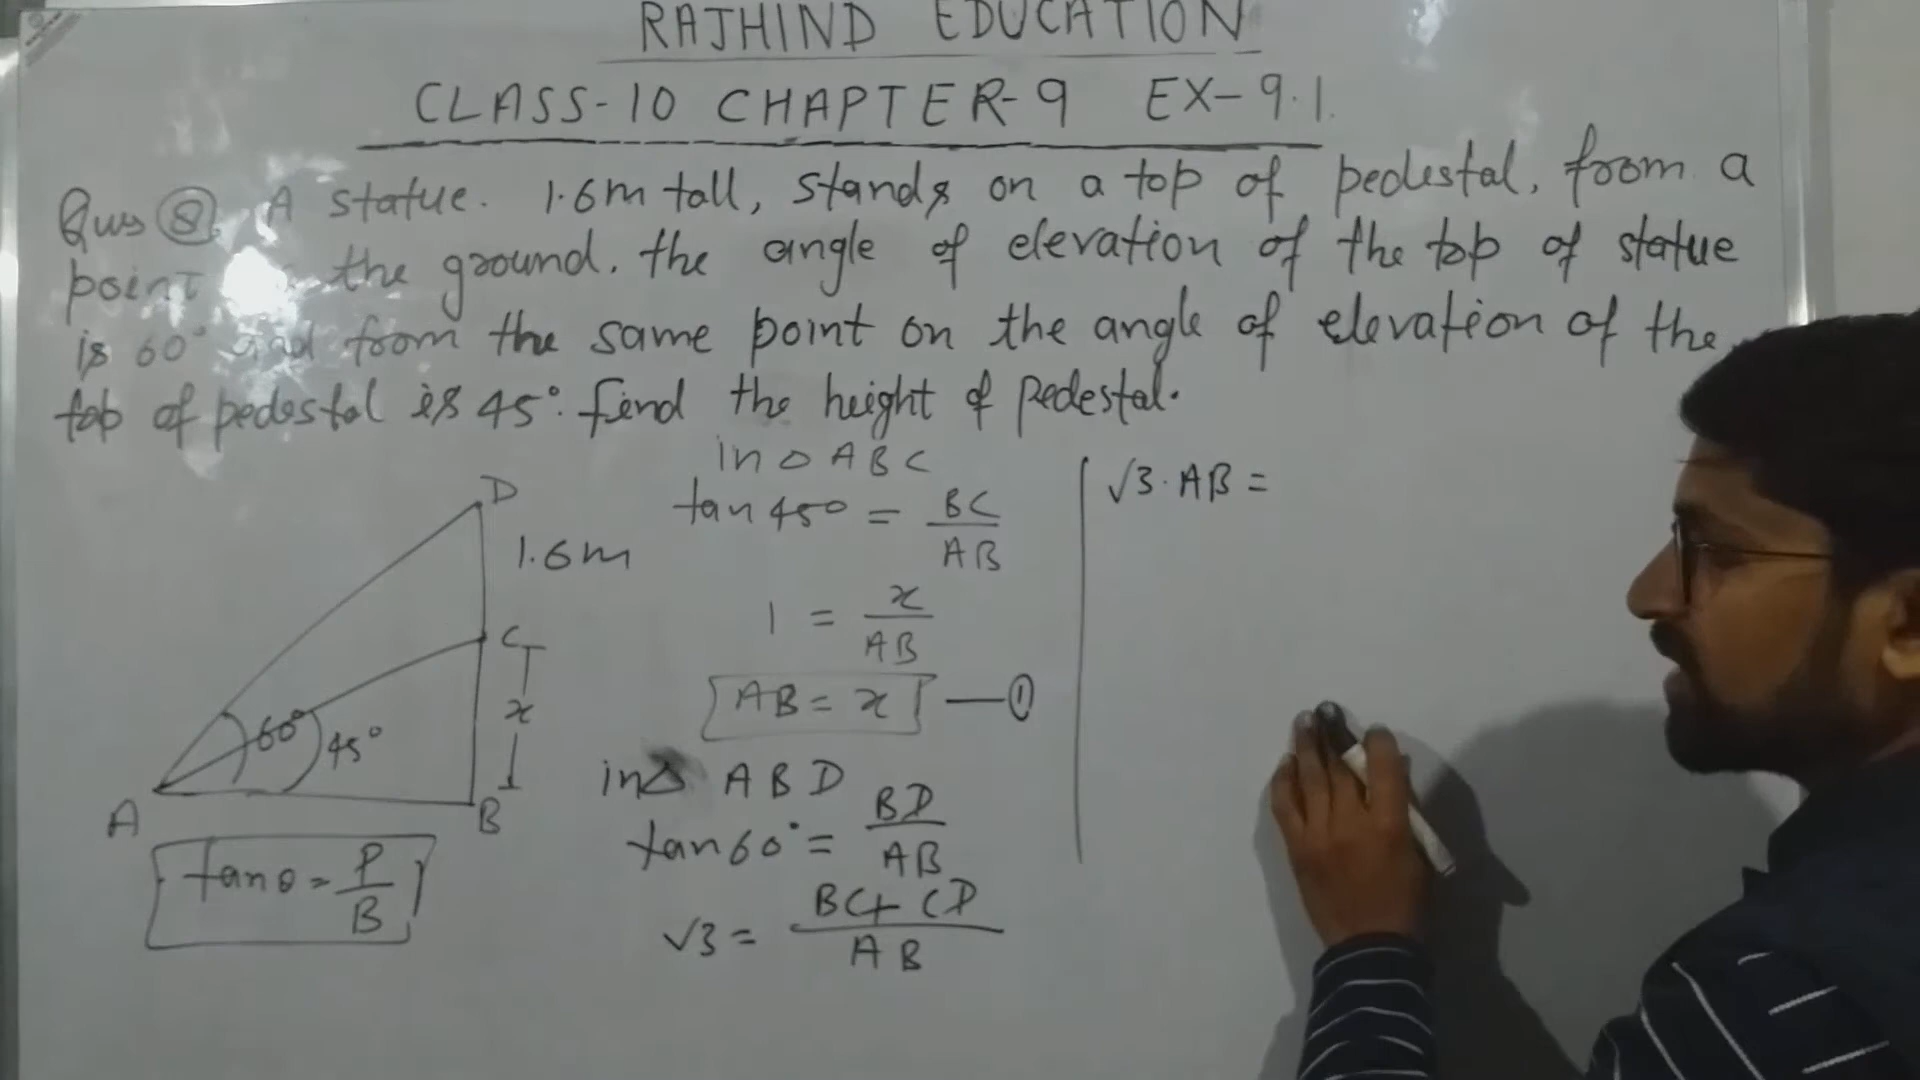 RAJHIND EDUCATION
CLASS-10 CHAPTER-9 EX-9.1.
Qus 8. A statue. 1.6m tall, stands on a top of pedestal, from a
point the ground. the angle of elevation of the top of statue
is 60° and from the same point on the angle of elevation of the
top of pedestal is 45°. find the height of pedestal.
in△ABC
tan 45° = BC/AB
1 = x/AB
AB = x —①
in△ ABD
tan 60° = BD/AB
√3 = BC+CD/AB
√3·AB =
D
1.6m
C
x
60°
45°
A
B
tanθ = P/B